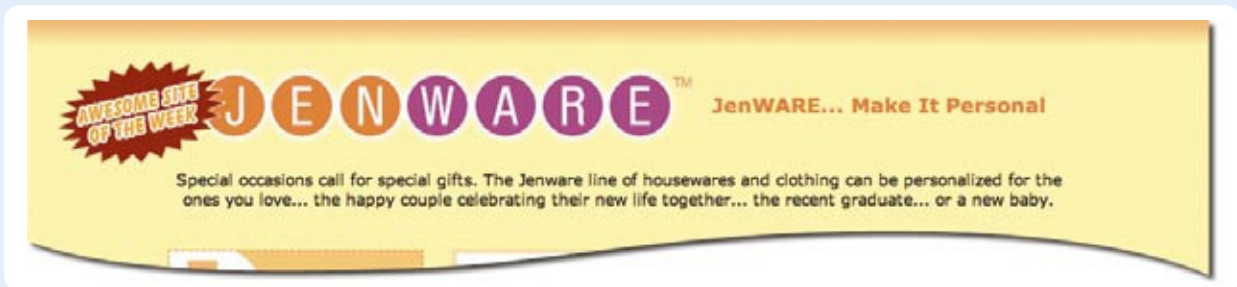 AWESOME SITE
OF THE WEEK
JENWARE™
JenWARE... Make It Personal
Special occasions call for special gifts. The Jenware line of housewares and clothing can be personalized for the
ones you love... the happy couple celebrating their new life together... the recent graduate... or a new baby.